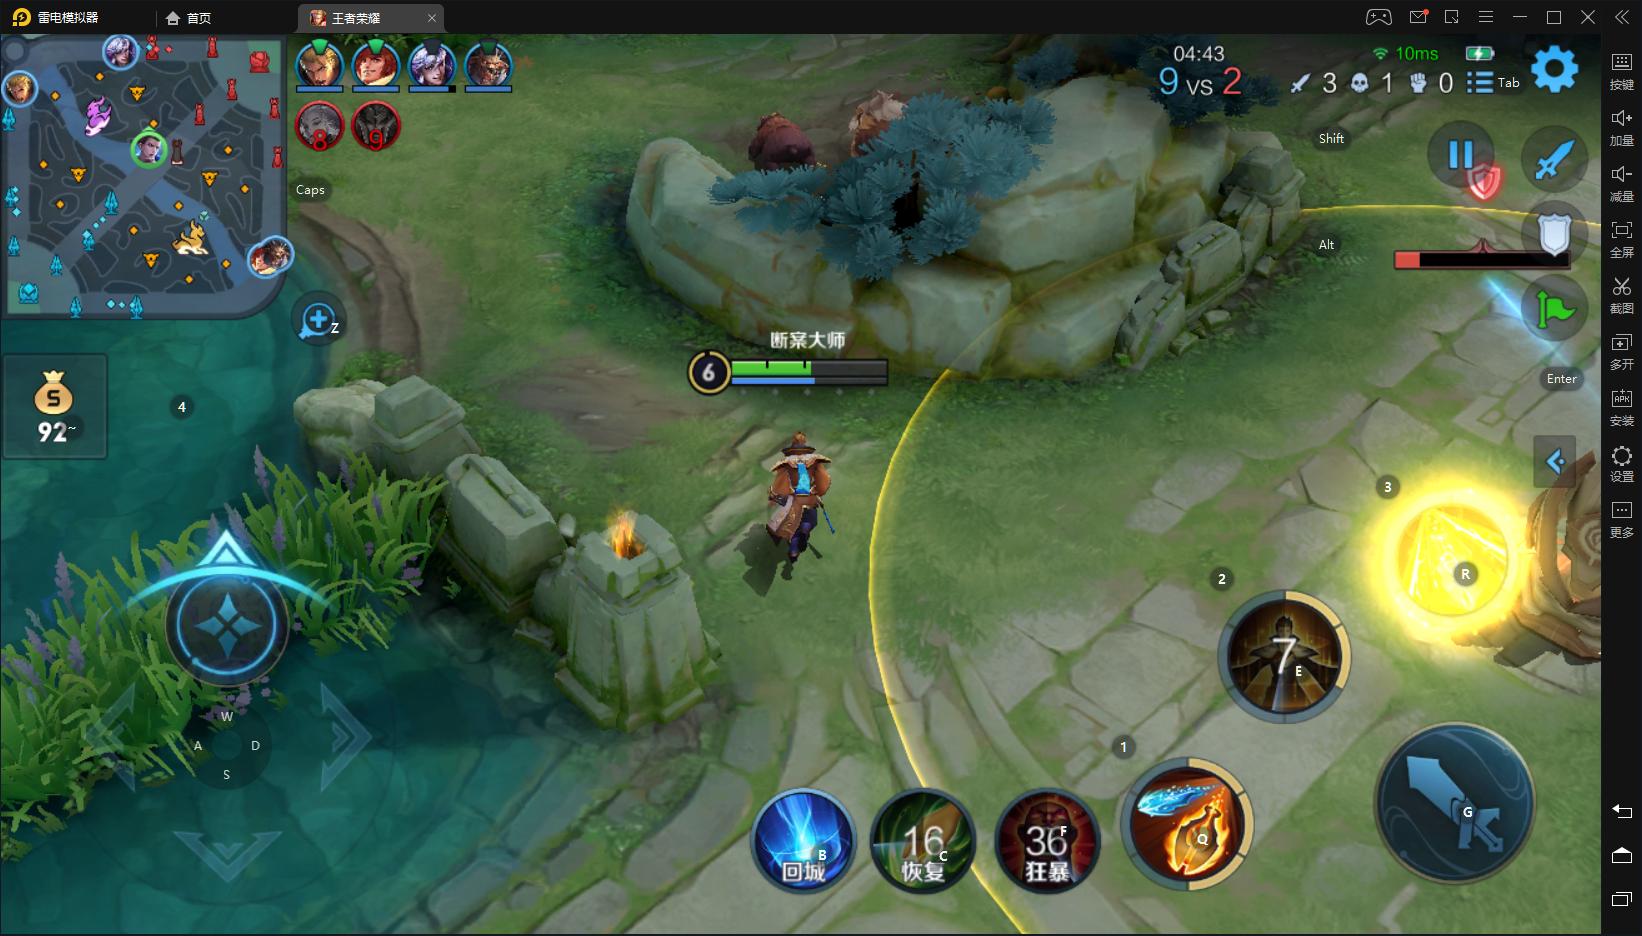 雷电模拟器
首页
王者荣耀
04:43
10ms
9 vs 2
3
1
0
Tab
8
9
Shift
Caps
Alt
Z
断案大师
6
Enter
92~
4
3
R
2
7
E
W
A
D
S
1
Q
G
B
回城
16
C
恢复
36
F
狂暴
按键
加量
减量
全屏
截图
多开
APK
安装
设置
更多